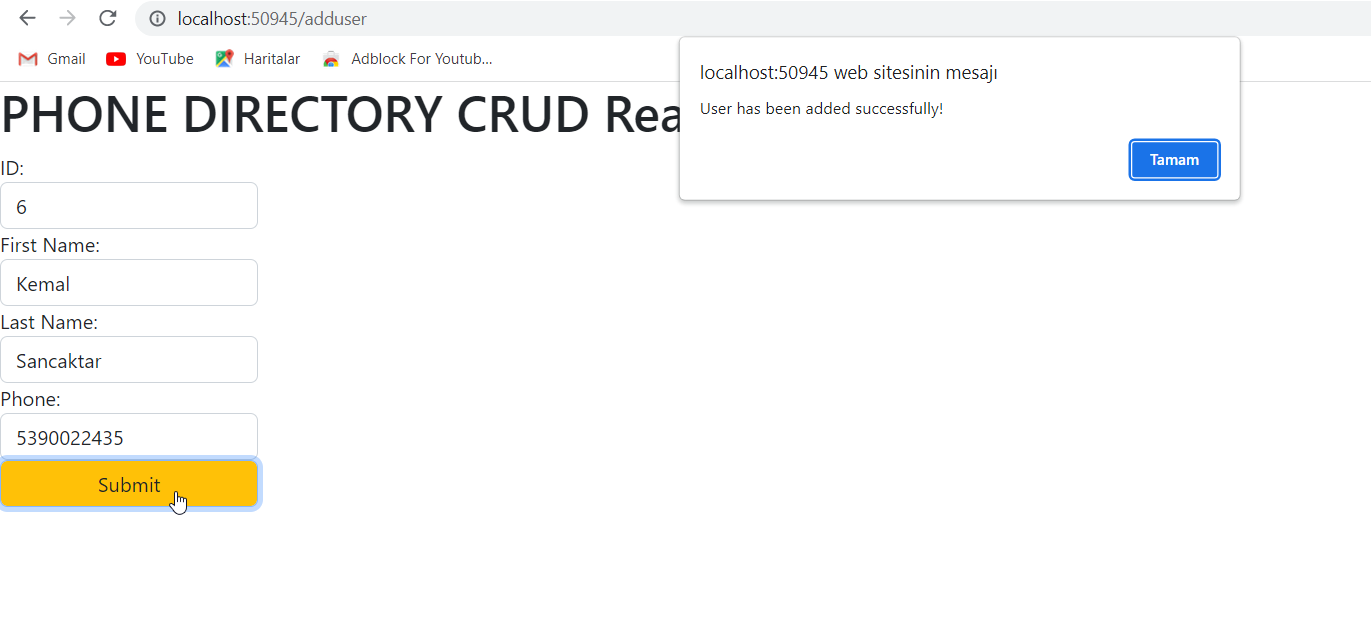 localhost:50945/adduser
Gmail YouTube Haritalar Adblock For Youtub...
localhost:50945 web sitesinin mesajı
User has been added successfully!
Tamam
PHONE DIRECTORY CRUD Rea
ID:
6
First Name:
Kemal
Last Name:
Sancaktar
Phone:
5390022435
Submit